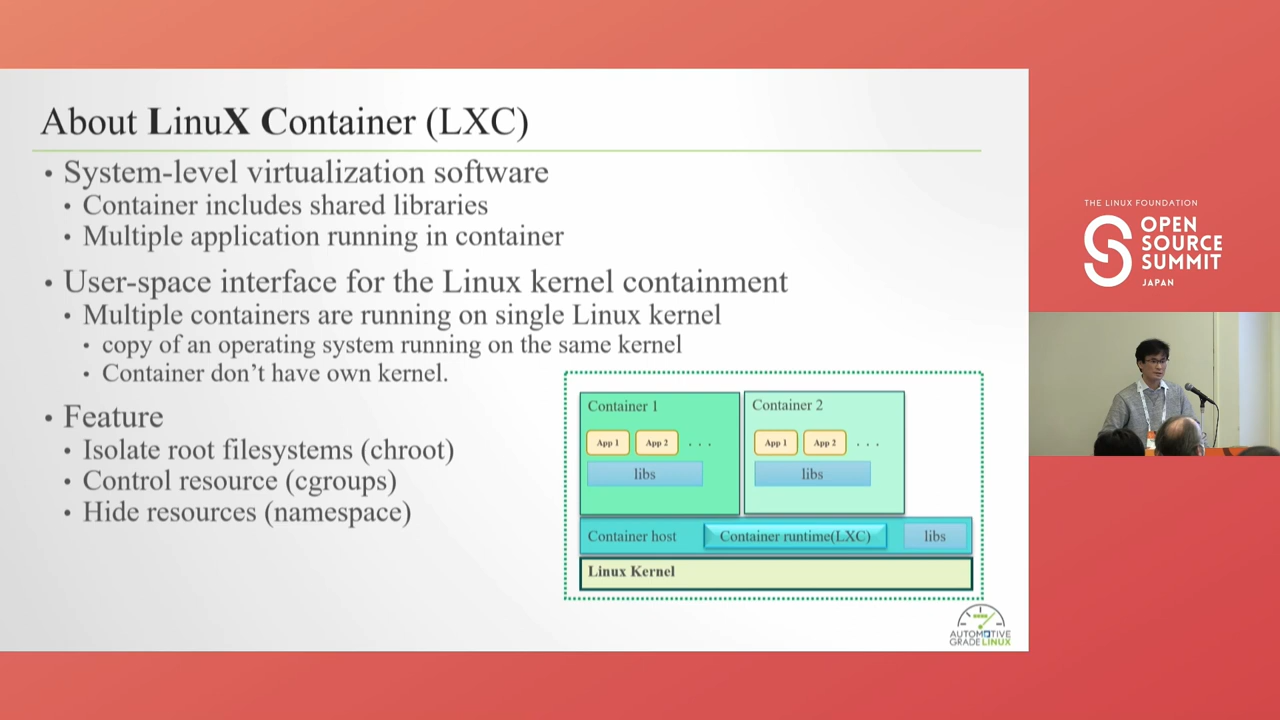 About LinuX Container (LXC)
• System-level virtualization software
• Container includes shared libraries
• Multiple application running in container
• User-space interface for the Linux kernel containment
• Multiple containers are running on single Linux kernel
• copy of an operating system running on the same kernel
• Container don’t have own kernel.
• Feature
• Isolate root filesystems (chroot)
• Control resource (cgroups)
• Hide resources (namespace)
Container 1
App 1 App 2 . . .
libs
Container 2
App 1 App 2 . . .
libs
Container host Container runtime(LXC) libs
Linux Kernel
AUTOMOTIVE
GRADE LINUX
THE LINUX FOUNDATION
OPEN
SOURCE
SUMMIT
JAPAN